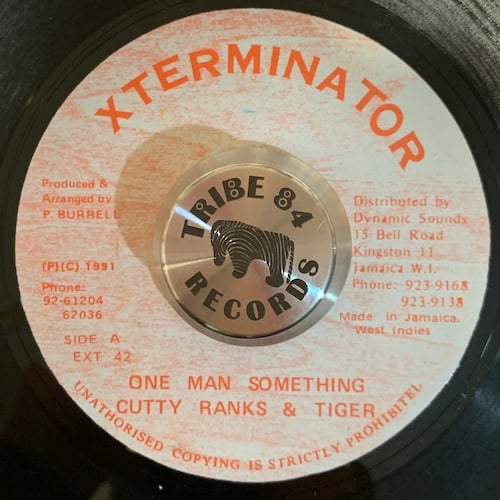 XTERMINATOR
Produced &
Arranged by
P. BURRELL
(P)(C) 1991
Phone:
92-61204
62036
SIDE A
EXT 42
TRIBE 84
RECORDS
Distributed by
Dynamic Sounds
15 Bell Road
Kingston 11
Jamaica W.I.
Phone: 923-9168
923-9138
Made in Jamaica.
West Indies
ONE MAN SOMETHING
CUTTY RANKS & TIGER
UNATHORISED COPYING IS STRICTLY PROHIBITEL